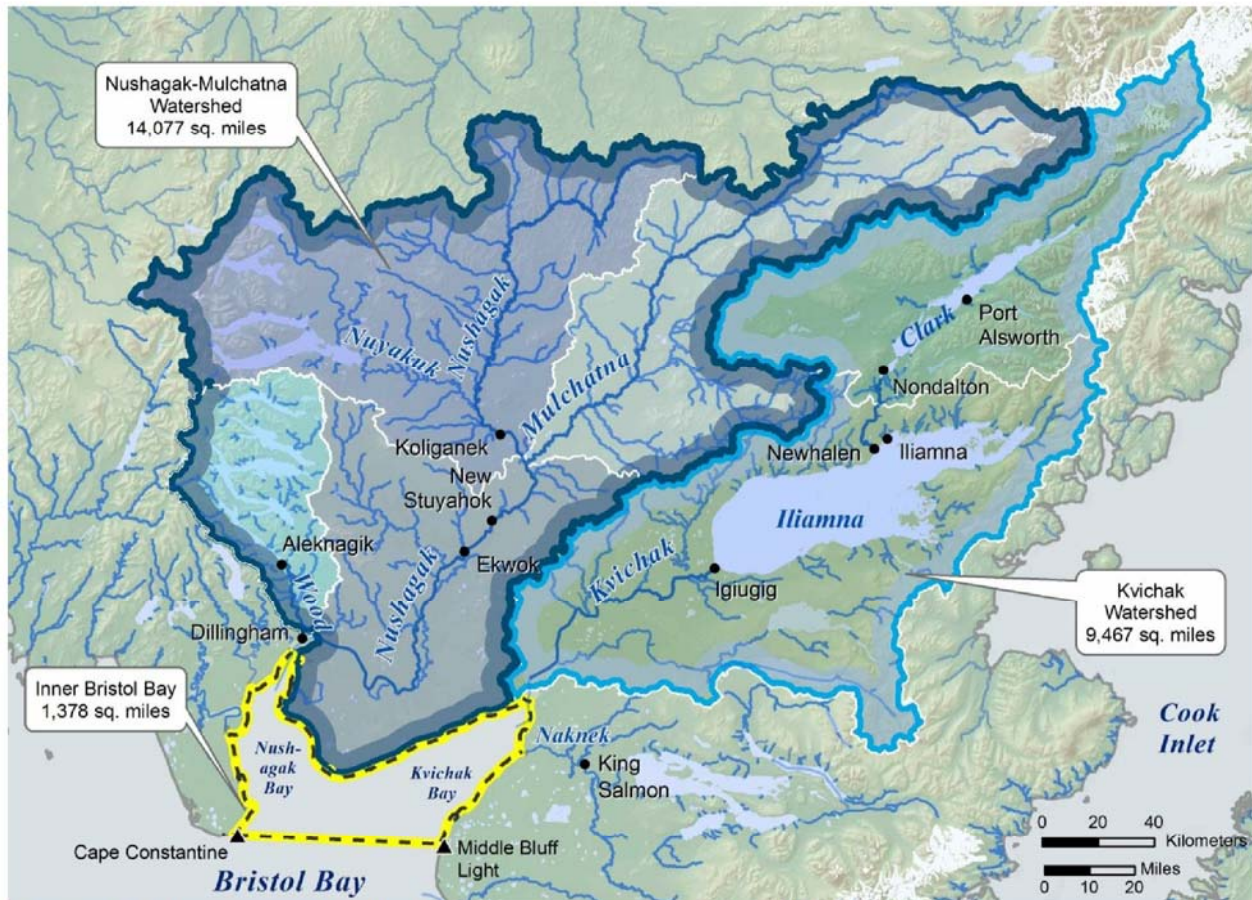 Nushagak-Mulchatna
Watershed
14,077 sq. miles
Nuyakuk
Nushagak
Mulchatna
Clark
Port
Alsworth
Nondalton
Koliganek
New
Stuyahok
Newhalen
Iliamna
Iliamna
Aleknagik
Wood
Ekwok
Nushagak
Kvichak
Igiugig
Kvichak
Watershed
9,467 sq. miles
Dillingham
Inner Bristol Bay
1,378 sq. miles
Nush-
agak
Bay
Kvichak
Bay
Naknek
King
Salmon
Cook
Inlet
Cape Constantine
Middle Bluff
Light
Bristol Bay
0 20 40
Kilometers
Miles
0 10 20